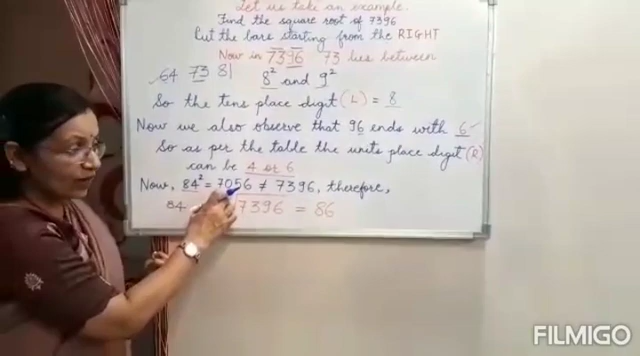 Let us take an example.
Find the square root of 7396
Put the bars starting from the RIGHT
Now in 7396 73 lies between
64 73 81 8² and 9²
So the tens place digit (L) = 8
Now we also observe that 96 ends with 6
So as per the table the units place digit (R)
can be 4 or 6
Now, 84² = 7056 ≠ 7396, therefore,
84 7396 = 86
FILMIGO